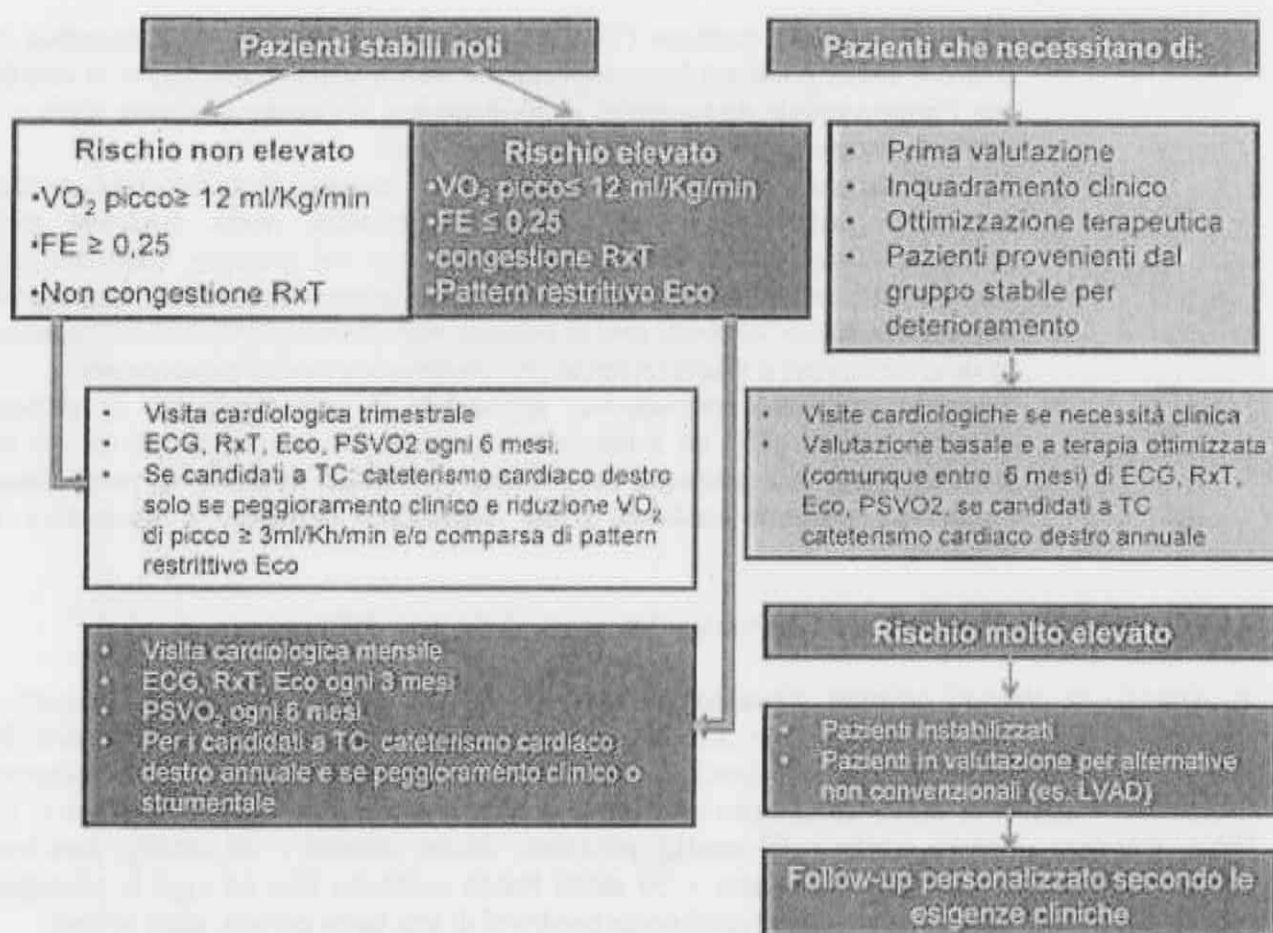 Pazienti stabili noti
Rischio non elevato
•VO₂ picco≥ 12 ml/Kg/min
•FE ≥ 0,25
•Non congestione RxT
Rischio elevato
•VO₂ picco≤ 12 ml/Kg/min
•FE ≤ 0,25
•congestione RxT
•Pattern restrittivo Eco
• Visita cardiologica trimestrale
• ECG, RxT, Eco, PSVO2 ogni 6 mesi.
• Se candidati a TC: cateterismo cardiaco destro
solo se peggioramento clinico e riduzione VO₂
di picco ≥ 3ml/Kh/min e/o comparsa di pattern
restrittivo Eco
• Visita cardiologica mensile
• ECG, RxT, Eco ogni 3 mesi
• PSVO₂ ogni 6 mesi
• Per i candidati a TC: cateterismo cardiaco
destro annuale e se peggioramento clinico o
strumentale
Pazienti che necessitano di:
• Prima valutazione
• Inquadramento clinico
• Ottimizzazione terapeutica
• Pazienti provenienti dal
gruppo stabile per
deterioramento
• Visite cardiologiche se necessità clinica
• Valutazione basale e a terapia ottimizzata
(comunque entro 6 mesi) di ECG, RxT,
Eco, PSVO2, se candidati a TC
cateterismo cardiaco destro annuale
Rischio molto elevato
• Pazienti instabilizzati
• Pazienti in valutazione per alternative
non convenzionali (es. LVAD)
Follow-up personalizzato secondo le
esigenze cliniche